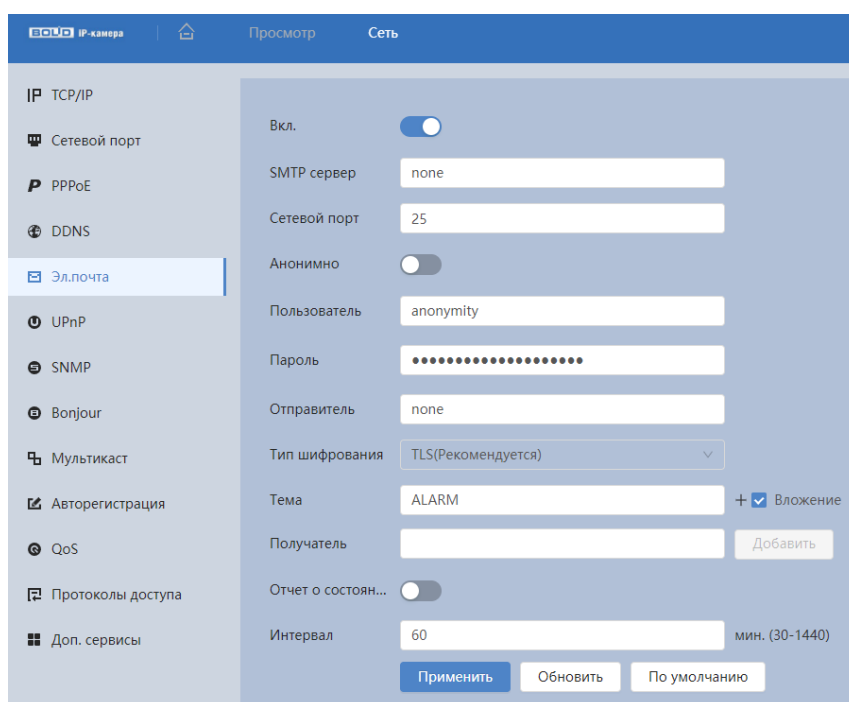 BOLID IP-камера Просмотр Сеть
IP TCP/IP
Сетевой порт
PPPoE
DDNS
Эл.почта
UPnP
SNMP
Bonjour
Мультикаст
Авторегистрация
QoS
Протоколы доступа
Доп. сервисы
Вкл.
SMTP сервер none
Сетевой порт 25
Анонимно
Пользователь anonymity
Пароль ••••••••••••••••••••
Отправитель none
Тип шифрования TLS(Рекомендуется)
Тема ALARM + Вложение
Получатель Добавить
Отчет о состоян...
Интервал 60 мин. (30-1440)
Применить Обновить По умолчанию